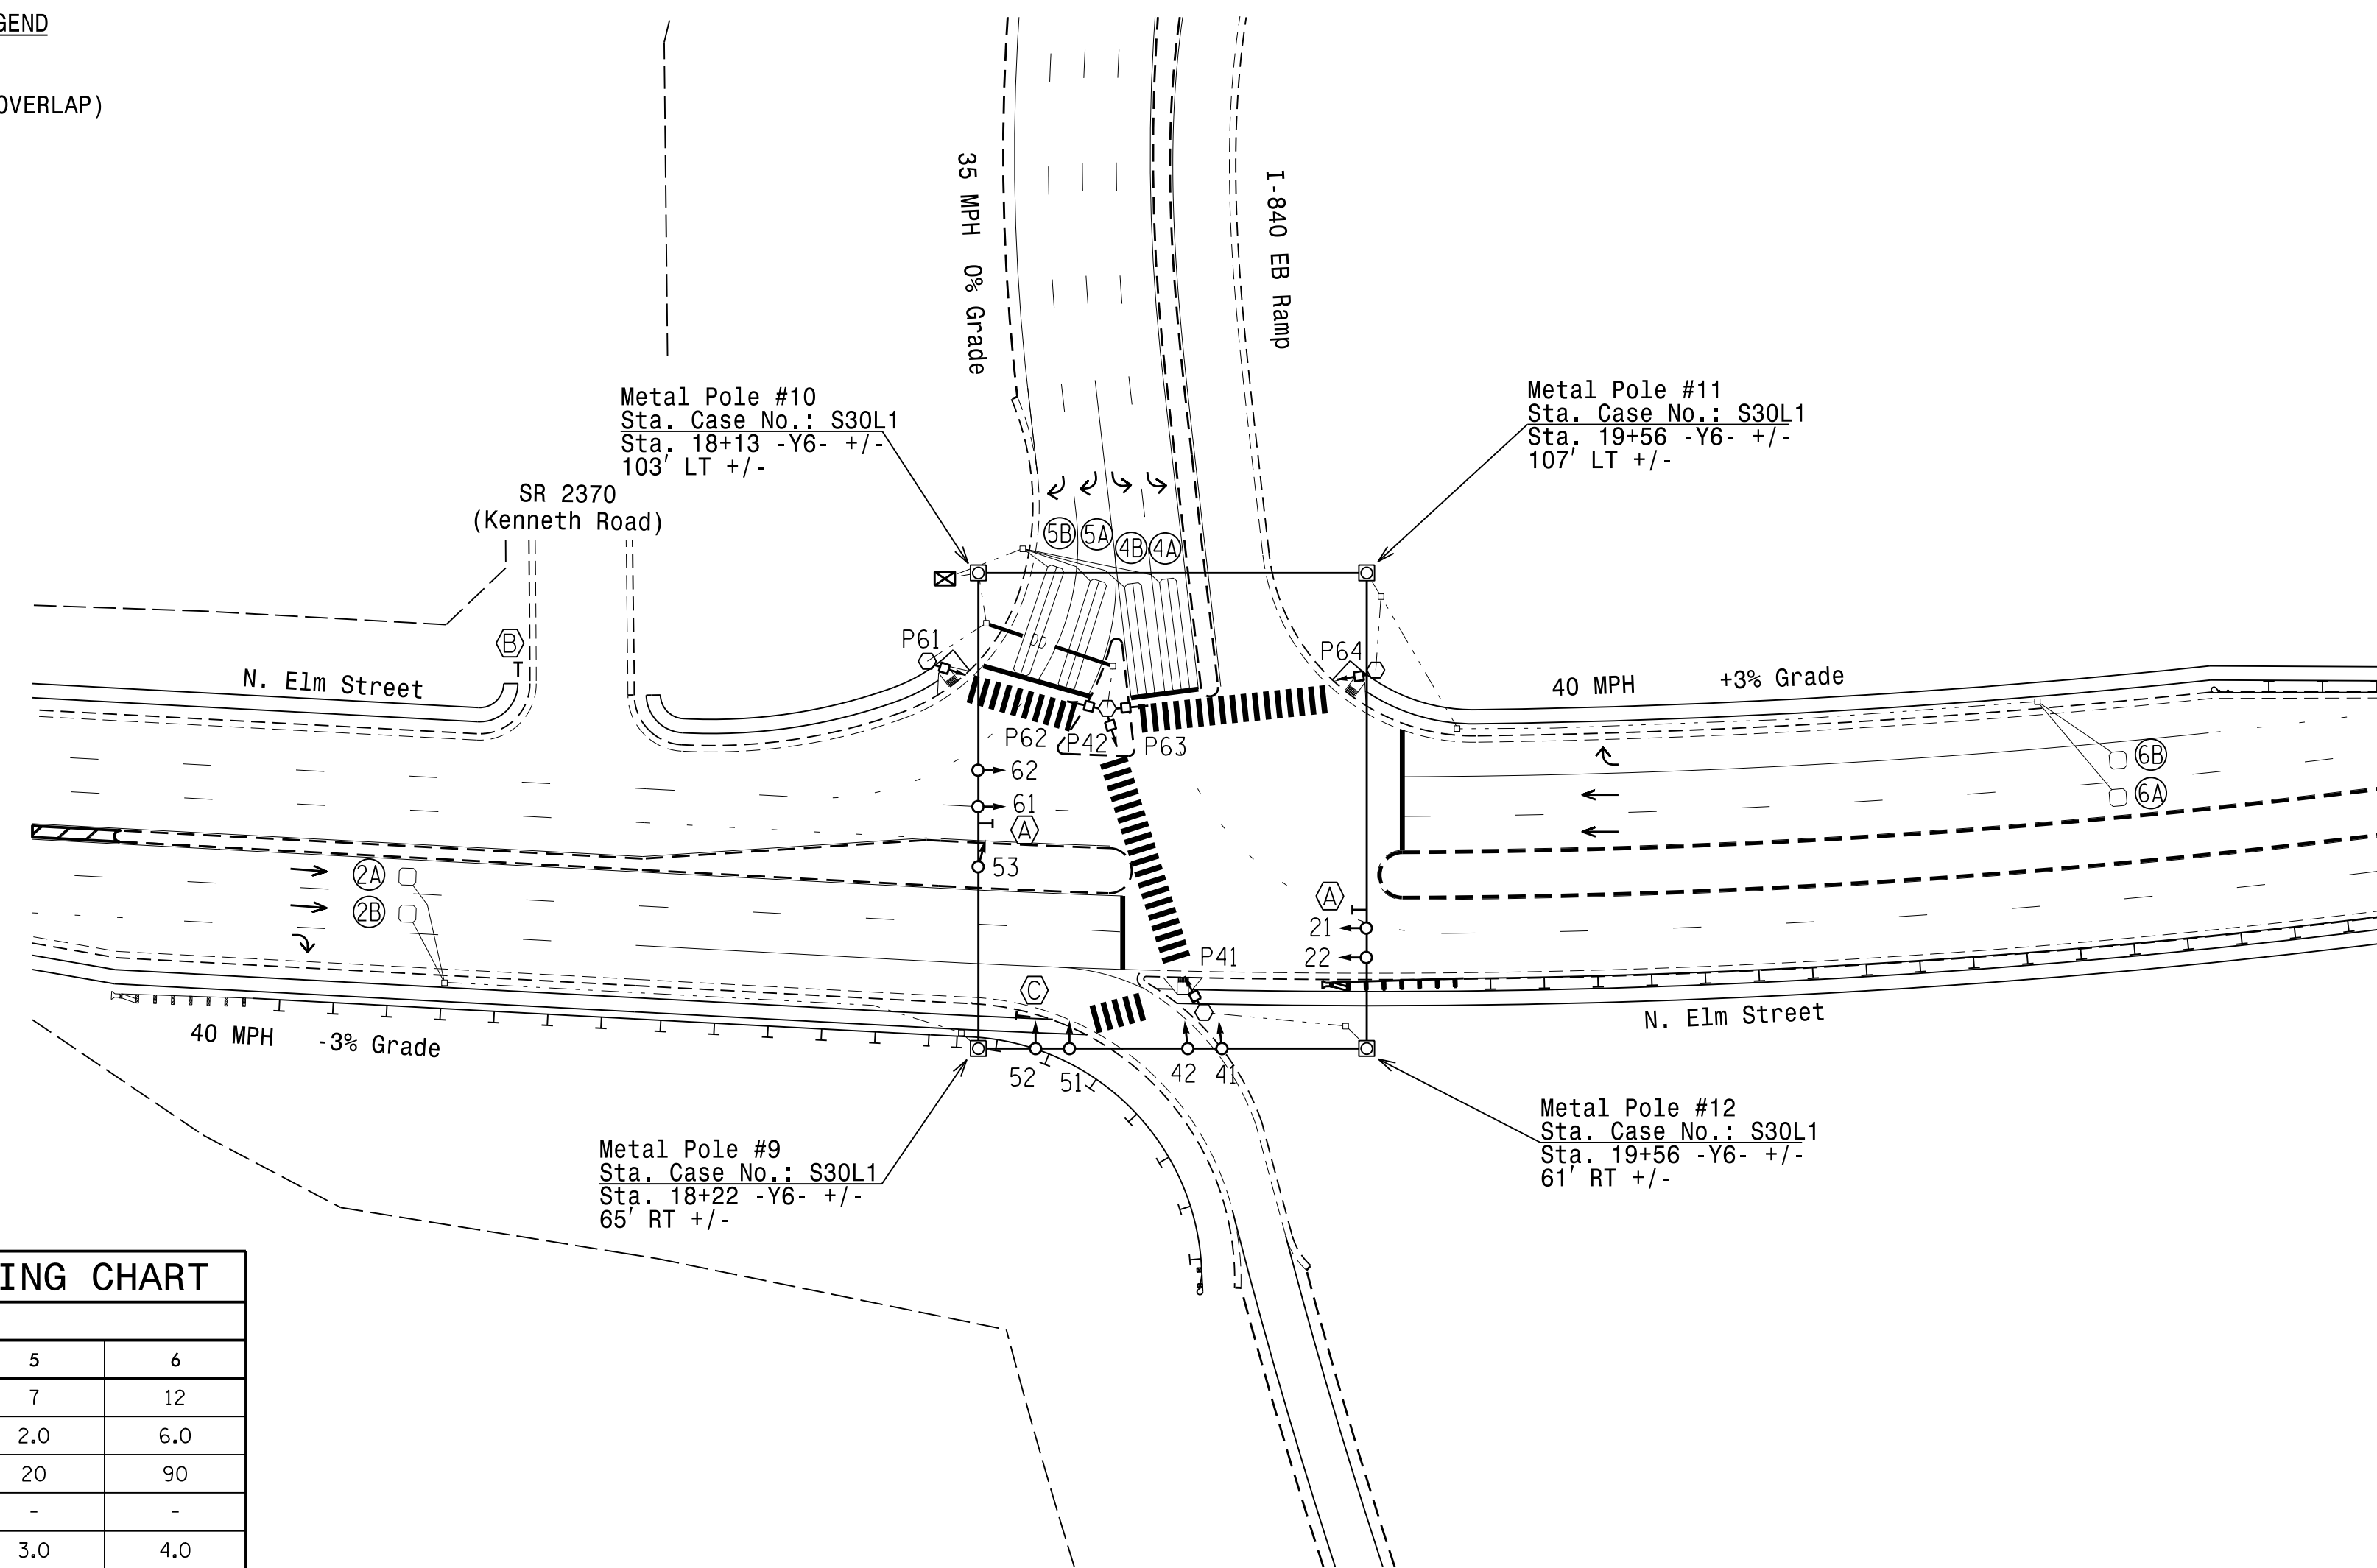 GEND
OVERLAP)
35 MPH 0% Grade
I-840 EB Ramp
Metal Pole #10
Sta. Case No.: S30L1
Sta. 18+13 -Y6- +/-
103' LT +/-
Metal Pole #11
Sta. Case No.: S30L1
Sta. 19+56 -Y6- +/-
107' LT +/-
SR 2370
(Kenneth Road)
5B
5A
4B
4A
B
P61
P64
N. Elm Street
40 MPH +3% Grade
P62
P42
P63
62
61
A
53
6B
6A
2A
2B
A
21
22
P41
C
N. Elm Street
40 MPH -3% Grade
52
51
42
41
Metal Pole #9
Sta. Case No.: S30L1
Sta. 18+22 -Y6- +/-
65' RT +/-
Metal Pole #12
Sta. Case No.: S30L1
Sta. 19+56 -Y6- +/-
61' RT +/-
ING CHART
5 6
7 12
2.0 6.0
20 90
- -
3.0 4.0